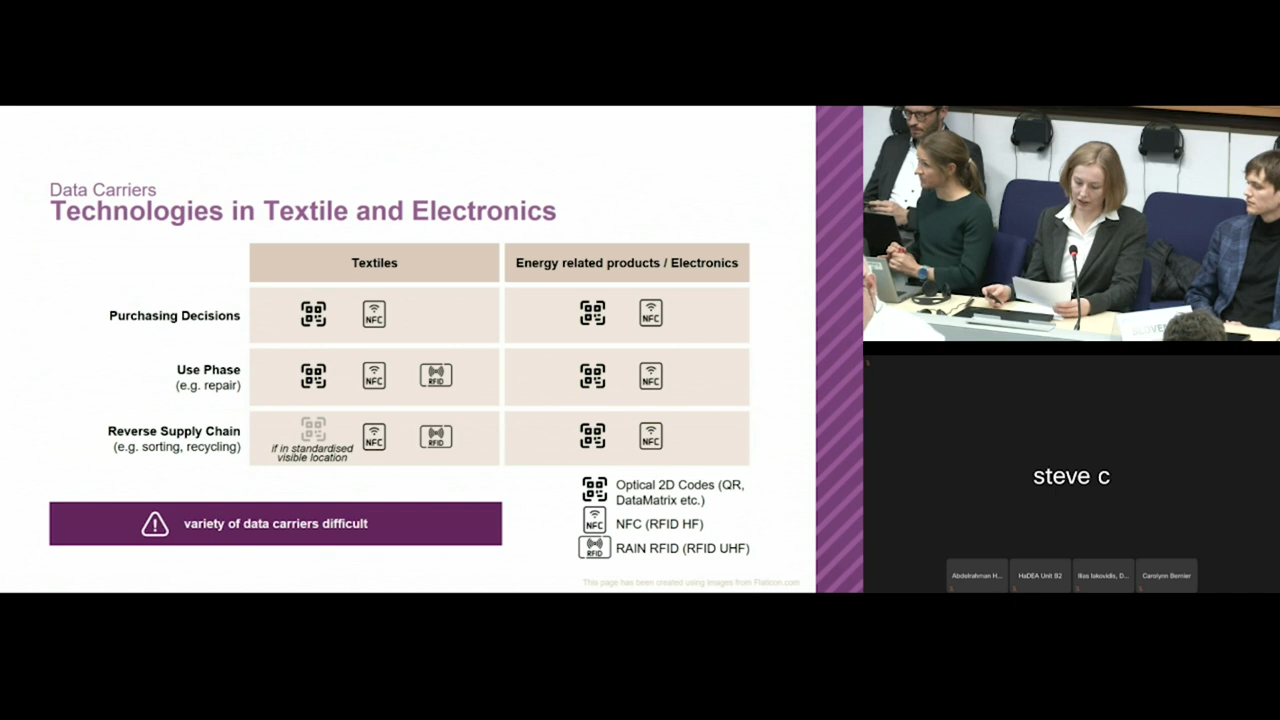 Data Carriers
Technologies in Textile and Electronics
Textiles
Energy related products / Electronics
Purchasing Decisions
NFC
NFC
Use Phase
(e.g. repair)
NFC
RFID
NFC
Reverse Supply Chain
(e.g. sorting, recycling)
if in standardised
visible location
NFC
RFID
NFC
variety of data carriers difficult
Optical 2D Codes (QR,
DataMatrix etc.)
NFC
NFC (RFID HF)
RFID
RAIN RFID (RFID UHF)
This page has been created using images from Flaticon.com
SLOVEN
steve c
Abdelrahman H...
HaDEA Unit B2
Ilias Iakovidis, D...
Carolynn Bernier